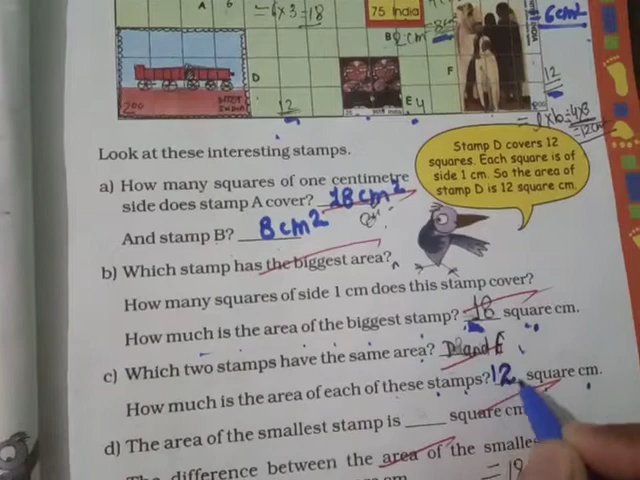 A 6
= 6 x 3 = 18
75 India
6 cm²
B
F
D
12
12
E 4
200
INDIA
Look at these interesting stamps.
Stamp D covers 12
squares. Each square is of
side 1 cm. So the area of
stamp D is 12 square cm.
a) How many squares of one centimetre
side does stamp A cover? 18 cm²
And stamp B? 8 cm²
b) Which stamp has the biggest area?
How many squares of side 1 cm does this stamp cover?
How much is the area of the biggest stamp? 18 square cm.
c) Which two stamps have the same area? D and F
How much is the area of each of these stamps? 12 square cm.
d) The area of the smallest stamp is ____ square cm
difference between the area of the smalle
= 18